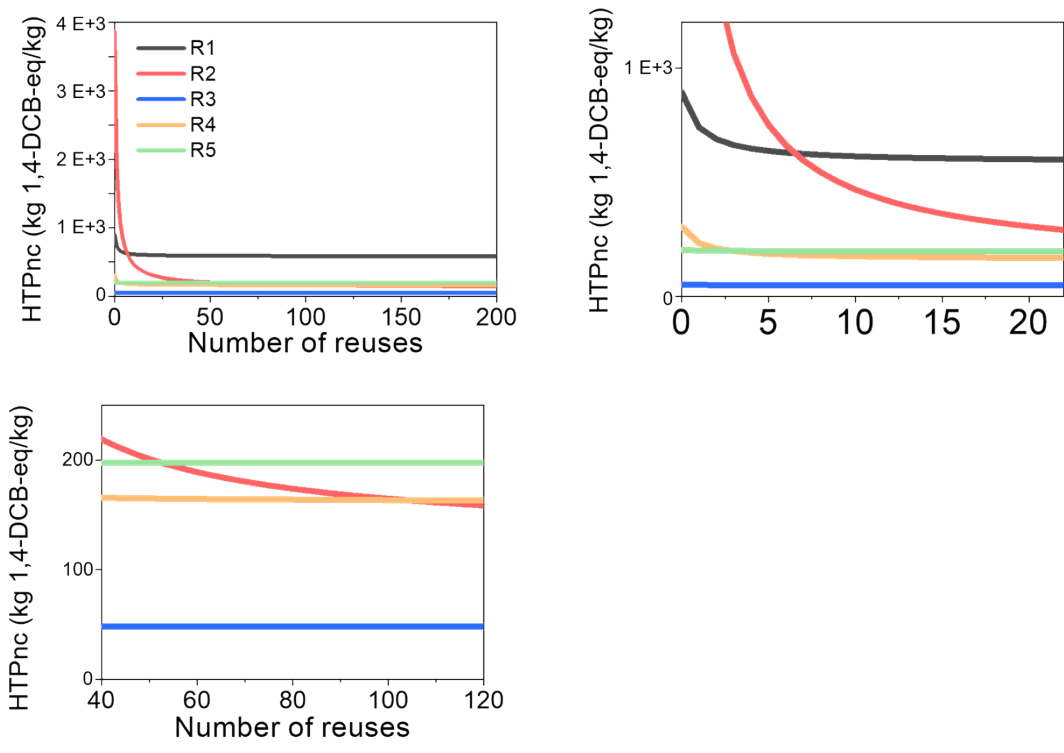 HTPnc (kg 1,4-DCB-eq/kg)
4 E+3
3 E+3
2 E+3
1 E+3
0
R1
R2
R3
R4
R5
0 50 100 150 200
Number of reuses
HTPnc (kg 1,4-DCB-eq/kg)
1 E+3
0
0 5 10 15 20
HTPnc (kg 1,4-DCB-eq/kg)
200
100
0
40 60 80 100 120
Number of reuses